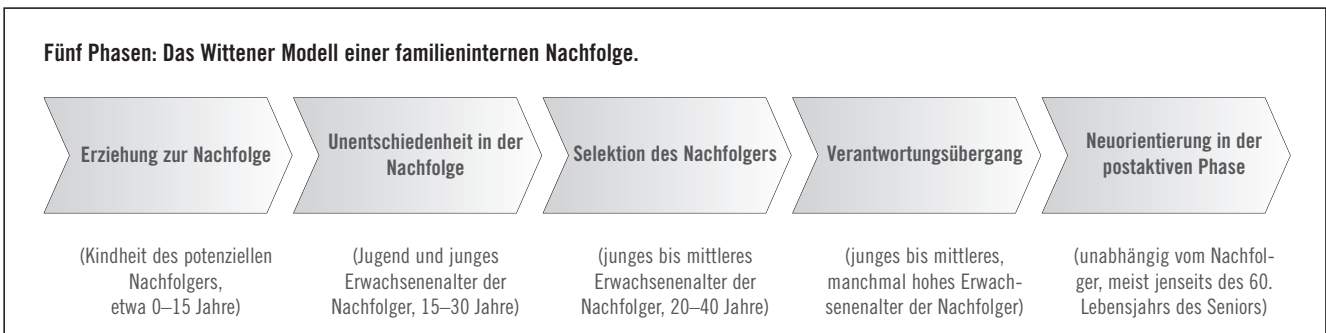 Fünf Phasen: Das Wittener Modell einer familieninternen Nachfolge.
Erziehung zur Nachfolge
Unentschiedenheit in der
Nachfolge
Selektion des Nachfolgers
Verantwortungsübergang
Neuorientierung in der
postaktiven Phase
(Kindheit des potenziellen
Nachfolgers,
etwa 0–15 Jahre)
(Jugend und junges
Erwachsenenalter der
Nachfolger, 15–30 Jahre)
(junges bis mittleres
Erwachsenenalter der
Nachfolger, 20–40 Jahre)
(junges bis mittleres,
manchmal hohes Erwach-
senenalter der Nachfolger)
(unabhängig vom Nachfol-
ger, meist jenseits des 60.
Lebensjahrs des Seniors)